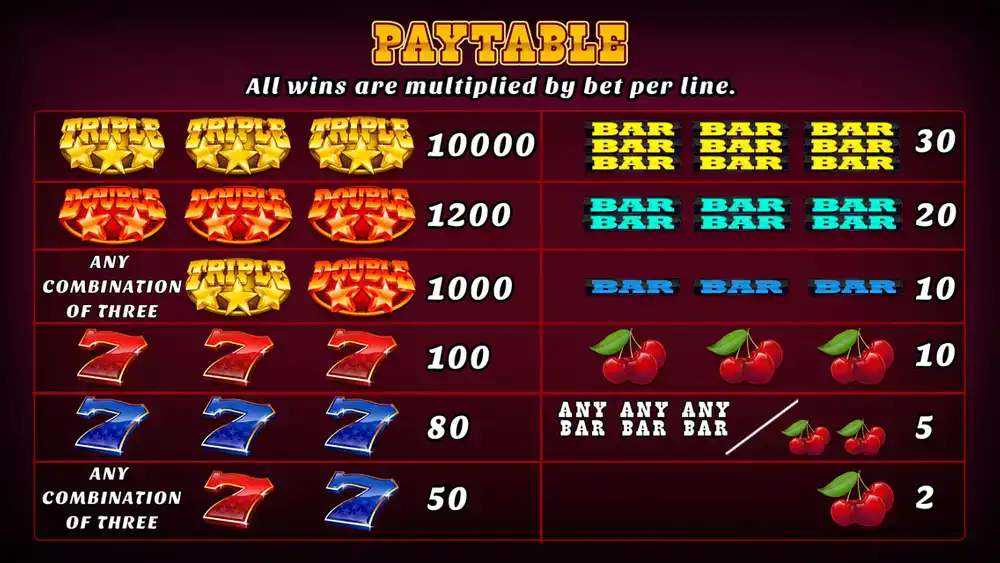 PAYTABLE
All wins are multiplied by bet per line.
TRIPLE TRIPLE TRIPLE 10000
DOUBLE DOUBLE DOUBLE 1200
ANY
COMBINATION
OF THREE
TRIPLE DOUBLE 1000
7 7 7 100
7 7 7 80
ANY
COMBINATION
OF THREE
7 7 50
BAR BAR BAR
BAR BAR BAR
BAR BAR BAR
30
BAR BAR BAR
BAR BAR BAR
20
BAR BAR BAR 10
10
ANY ANY ANY
BAR BAR BAR
/ 5
2